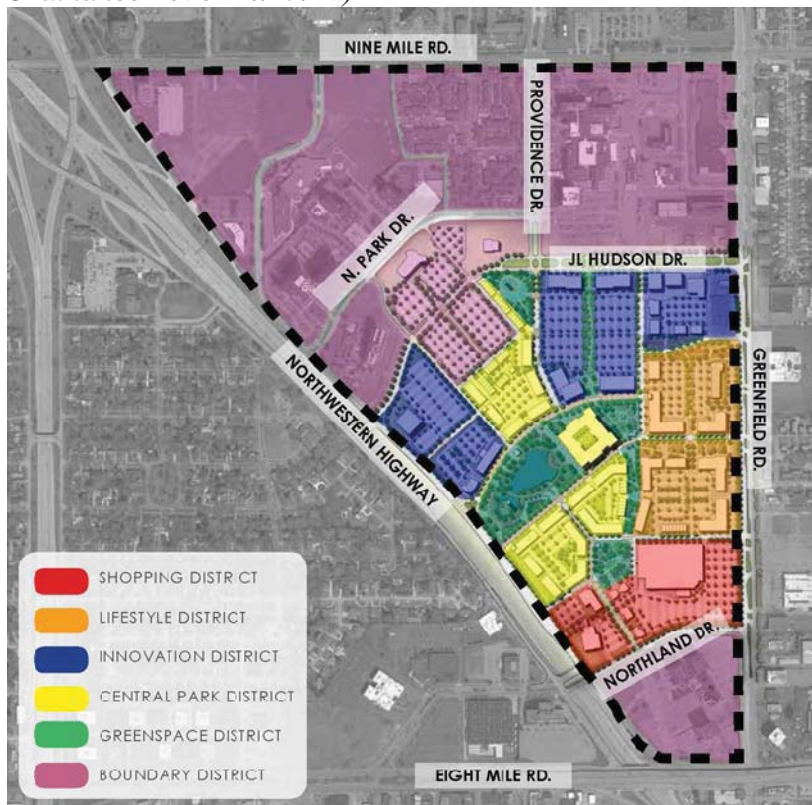 NINE MILE RD.
PROVIDENCE DR.
N. PARK DR.
JL HUDSON DR.
NORTHWESTERN HIGHWAY
GREENFIELD RD.
NORTHLAND DR.
SHOPPING DISTRICT
LIFESTYLE DISTRICT
INNOVATION DISTRICT
CENTRAL PARK DISTRICT
GREENSPACE DISTRICT
BOUNDARY DISTRICT
EIGHT MILE RD.